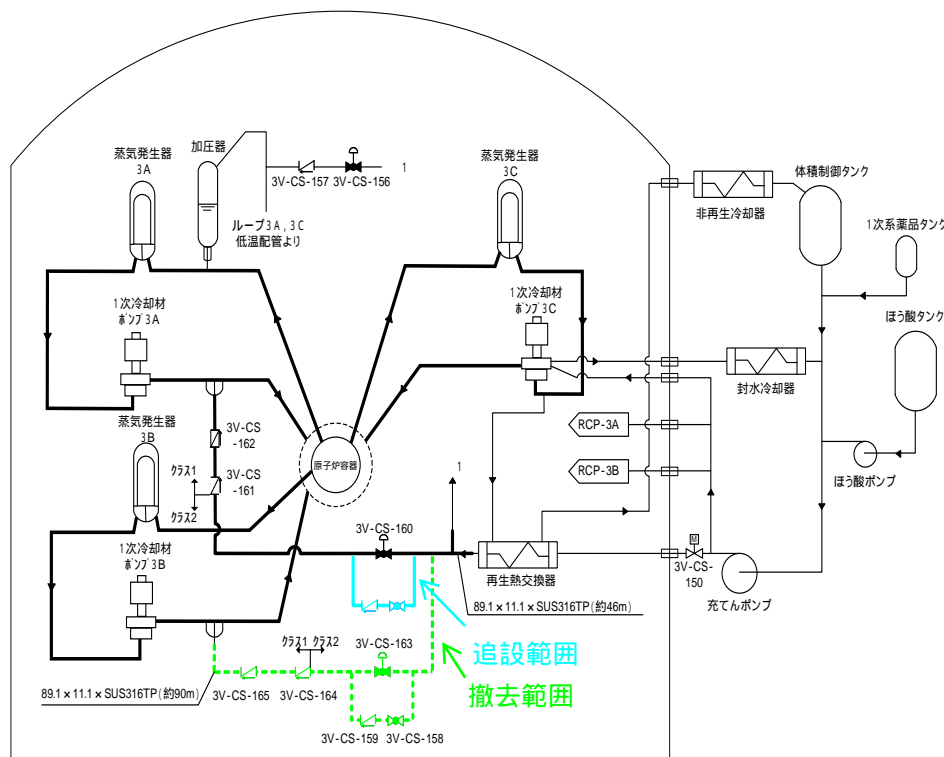 蒸気発生器
3A
加圧器
3V-CS-157
3V-CS-156
1
ループ3A , 3C
低温配管より
蒸気発生器
3C
非再生冷却器
体積制御タンク
1次系薬品タンク
ほう酸タンク
1次冷却材
ポンプ3A
1次冷却材
ポンプ3C
封水冷却器
蒸気発生器
3B
3V-CS
-162
3V-CS
-161
クラス1
クラス2
原子炉容器
1
RCP-3A
RCP-3B
ほう酸ポンプ
3V-CS-160
1次冷却材
ポンプ3B
再生熱交換器
M
3V-CS-
150
充てんポンプ
89.1×11.1×SUS316TP(約46m)
クラス1 クラス2
3V-CS-163
追設範囲
撤去範囲
89.1×11.1×SUS316TP(約90m)
3V-CS-165
3V-CS-164
3V-CS-159
3V-CS-158